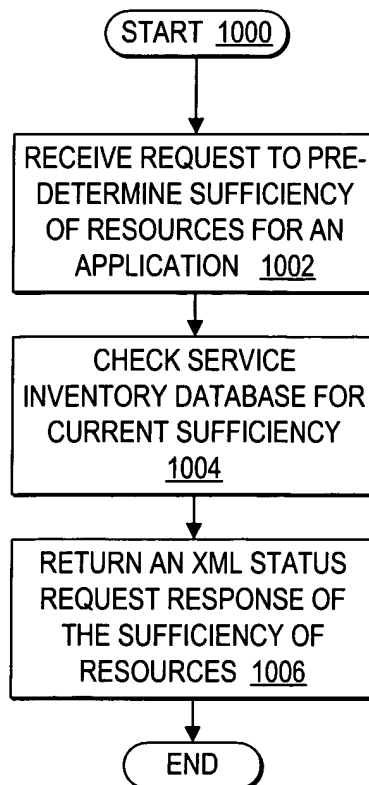 START 1000
RECEIVE REQUEST TO PRE-
DETERMINE SUFFICIENCY
OF RESOURCES FOR AN
APPLICATION 1002
CHECK SERVICE
INVENTORY DATABASE FOR
CURRENT SUFFICIENCY
1004
RETURN AN XML STATUS
REQUEST RESPONSE OF
THE SUFFICIENCY OF
RESOURCES 1006
END